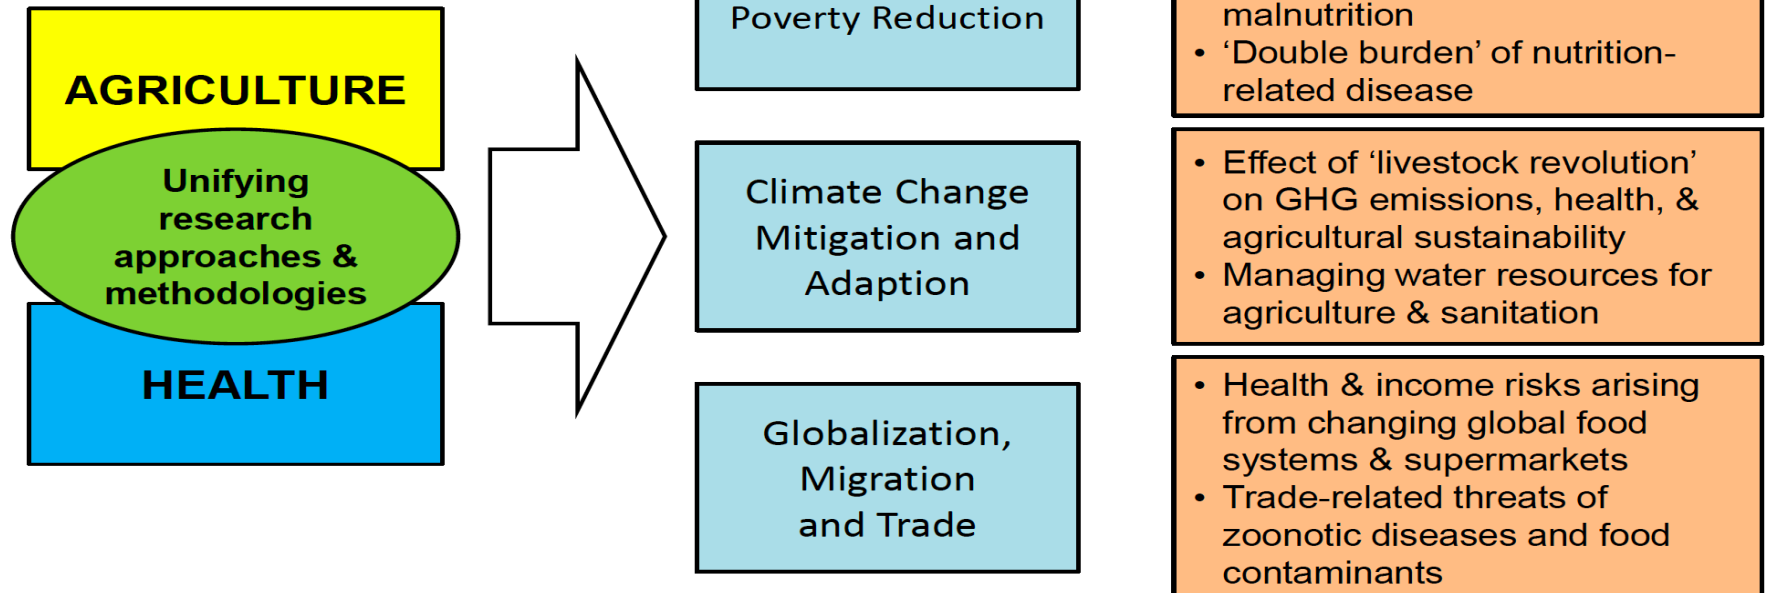 AGRICULTURE
Unifying
research
approaches &
methodologies
HEALTH
Poverty Reduction
Climate Change
Mitigation and
Adaption
Globalization,
Migration
and Trade
malnutrition
• ‘Double burden’ of nutrition-
related disease
• Effect of ‘livestock revolution’
on GHG emissions, health, &
agricultural sustainability
• Managing water resources for
agriculture & sanitation
• Health & income risks arising
from changing global food
systems & supermarkets
• Trade-related threats of
zoonotic diseases and food
contaminants